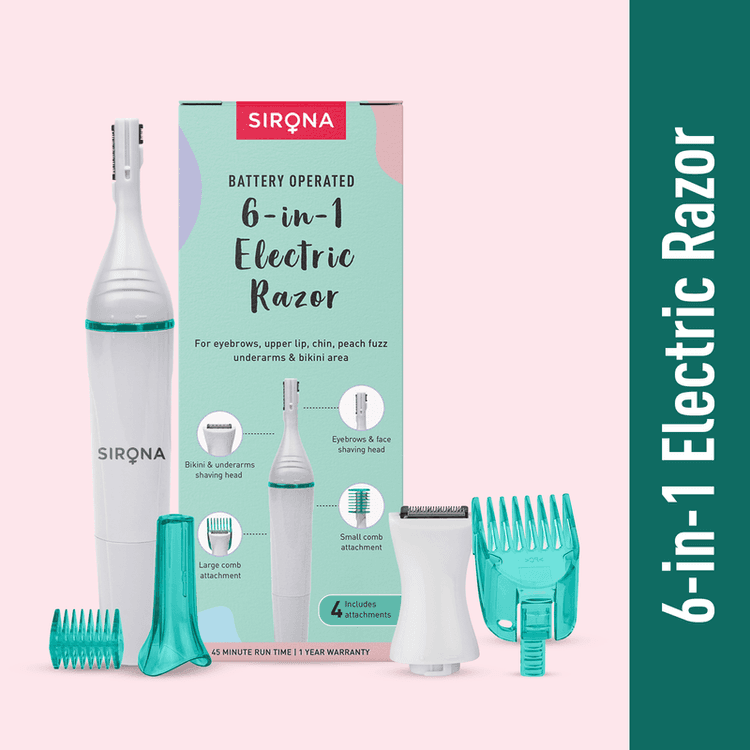 SIRONA
BATTERY OPERATED
6-in-1
Electric
Razor
For eyebrows, upper lip, chin, peach fuzz
underarms & bikini area
Bikini & underarms
shaving head
Eyebrows & face
shaving head
Large comb
attachment
Small comb
attachment
4 Includes
attachments
45 MINUTE RUN TIME | 1 YEAR WARRANTY
SIRONA
6-in-1 Electric Razor